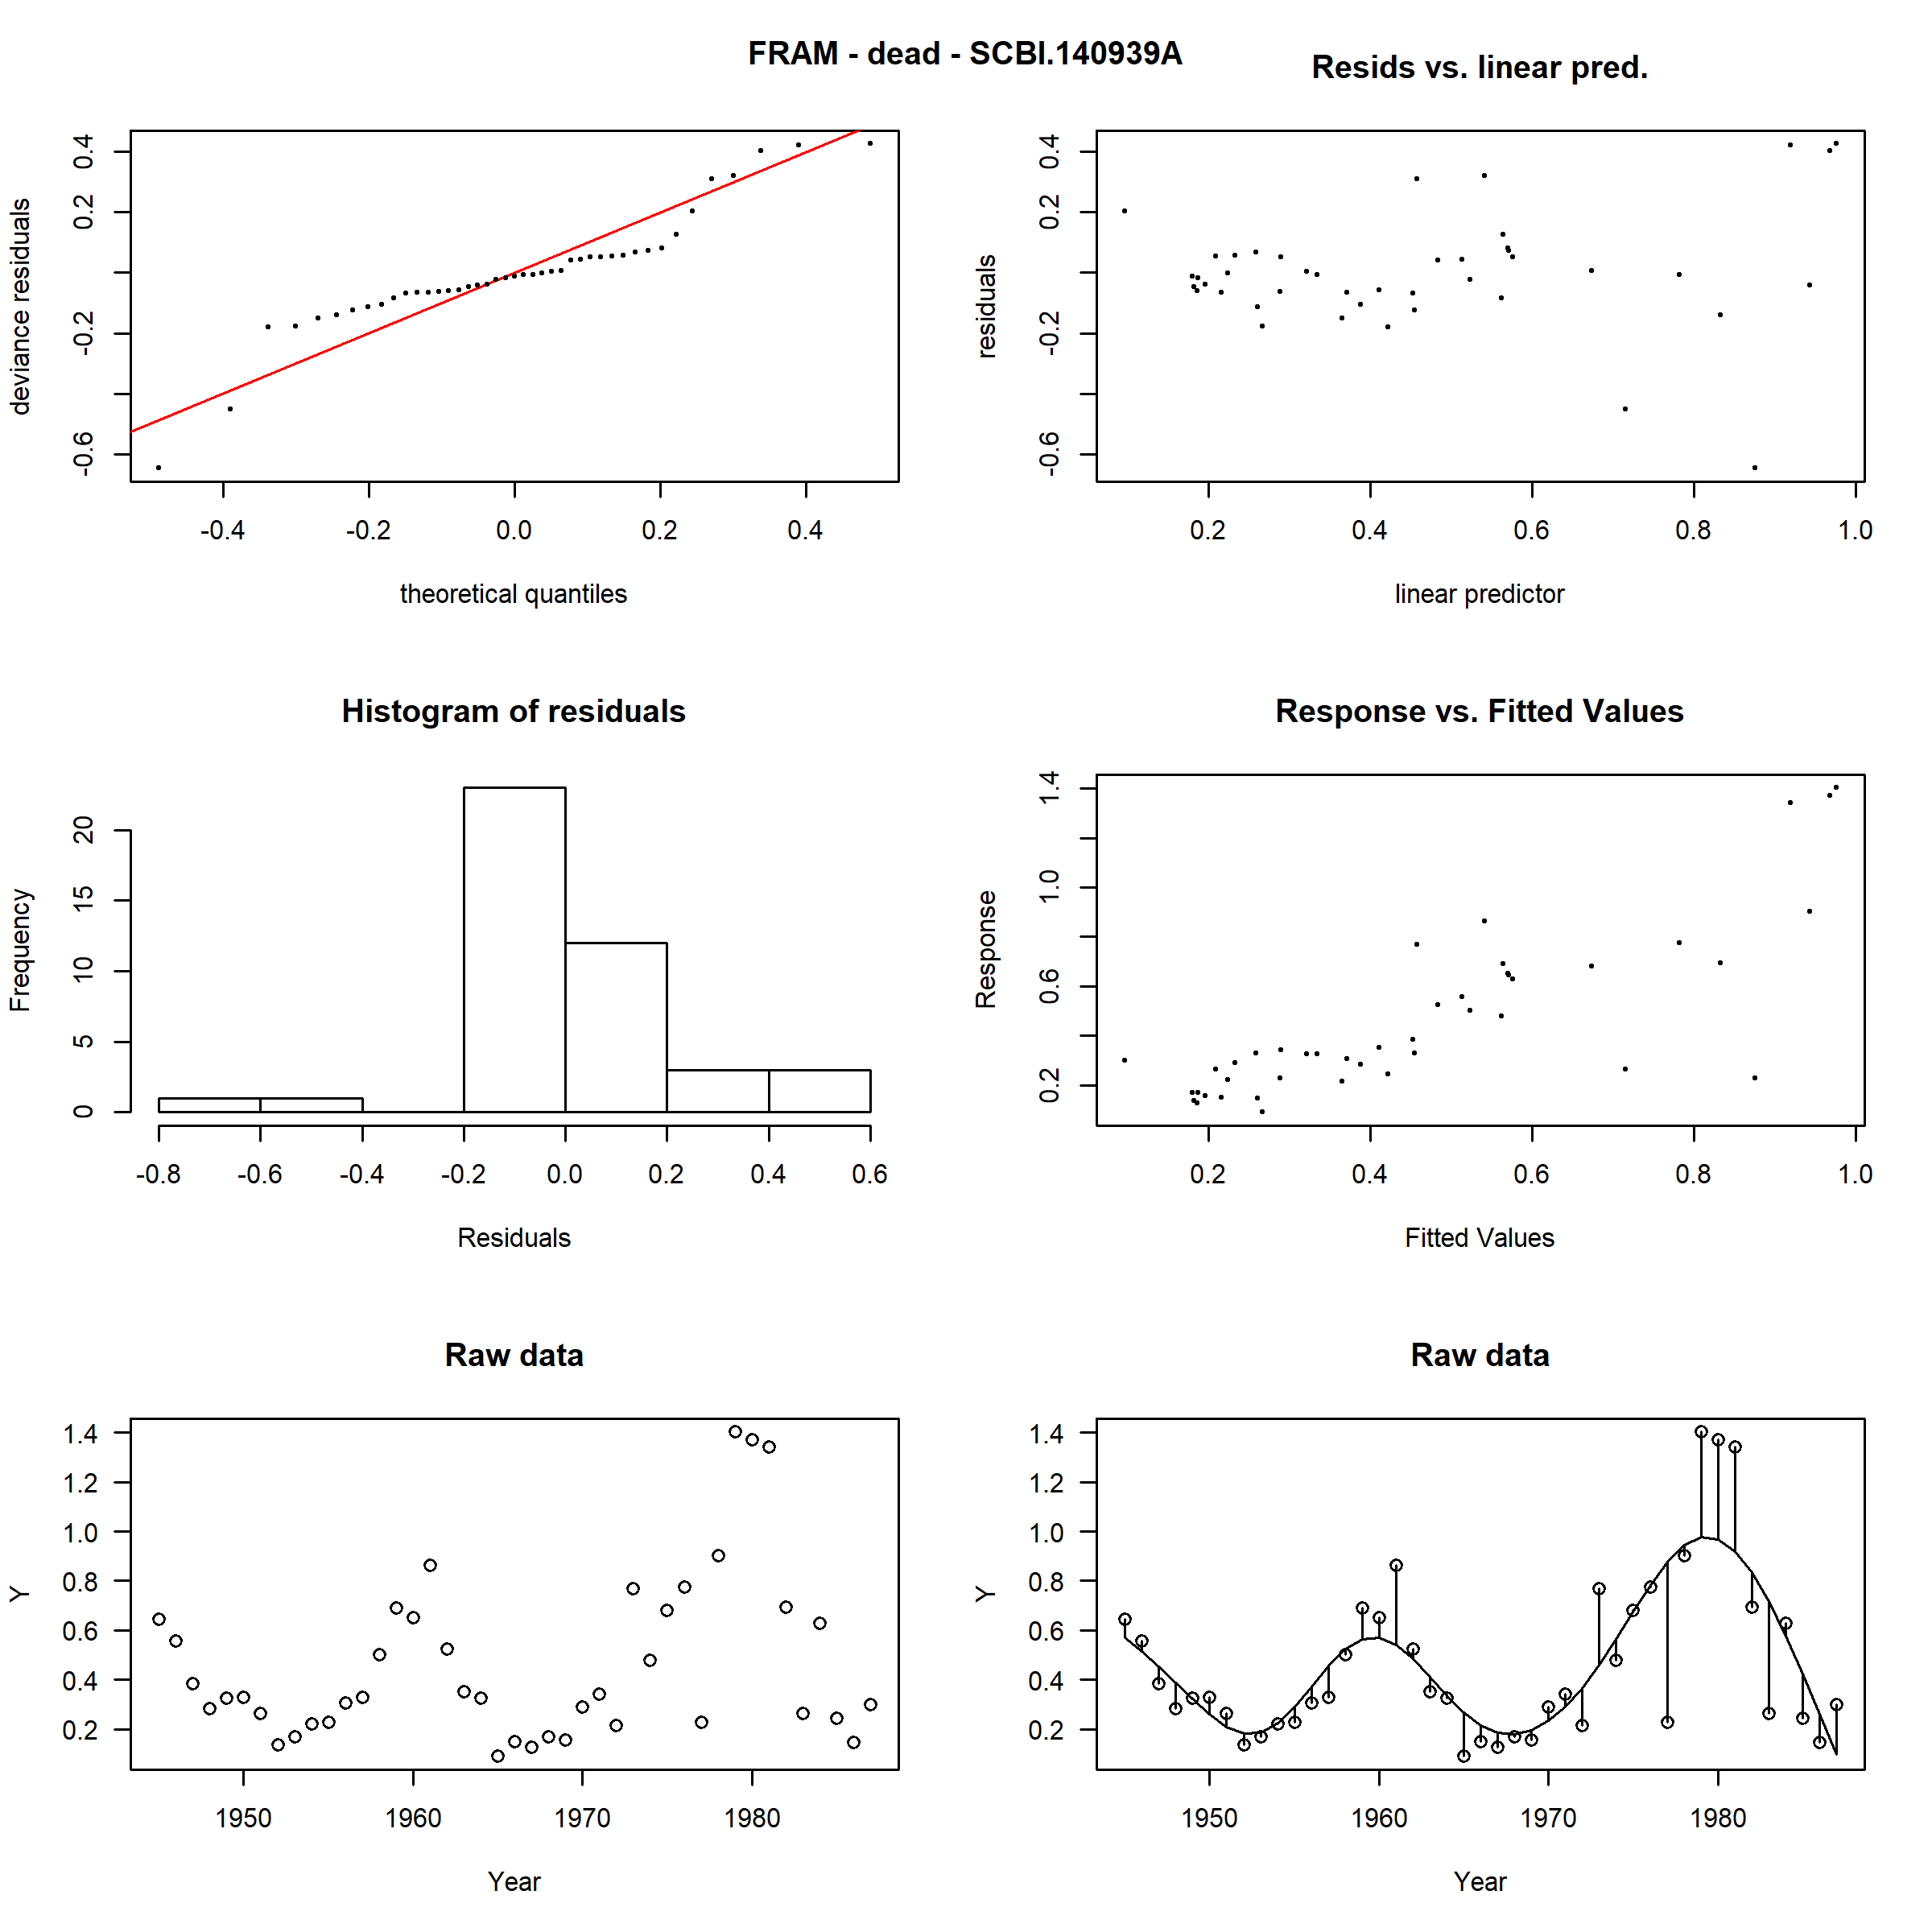 FRAM - dead - SCBI.140939A
Resids vs. linear pred.
deviance residuals
-0.6 -0.2 0.2 0.4
-0.4 -0.2 0.0 0.2 0.4
theoretical quantiles
residuals
-0.6 -0.2 0.2 0.4
0.2 0.4 0.6 0.8 1.0
linear predictor
Histogram of residuals
Frequency
0 5 10 15 20
-0.8 -0.6 -0.4 -0.2 0.0 0.2 0.4 0.6
Residuals
Response vs. Fitted Values
Response
0.2 0.6 1.0 1.4
0.2 0.4 0.6 0.8 1.0
Fitted Values
Raw data
Y
1.4
1.2
1.0
0.8
0.6
0.4
0.2
1950 1960 1970 1980
Year
Raw data
Y
1.4
1.2
1.0
0.8
0.6
0.4
0.2
1950 1960 1970 1980
Year